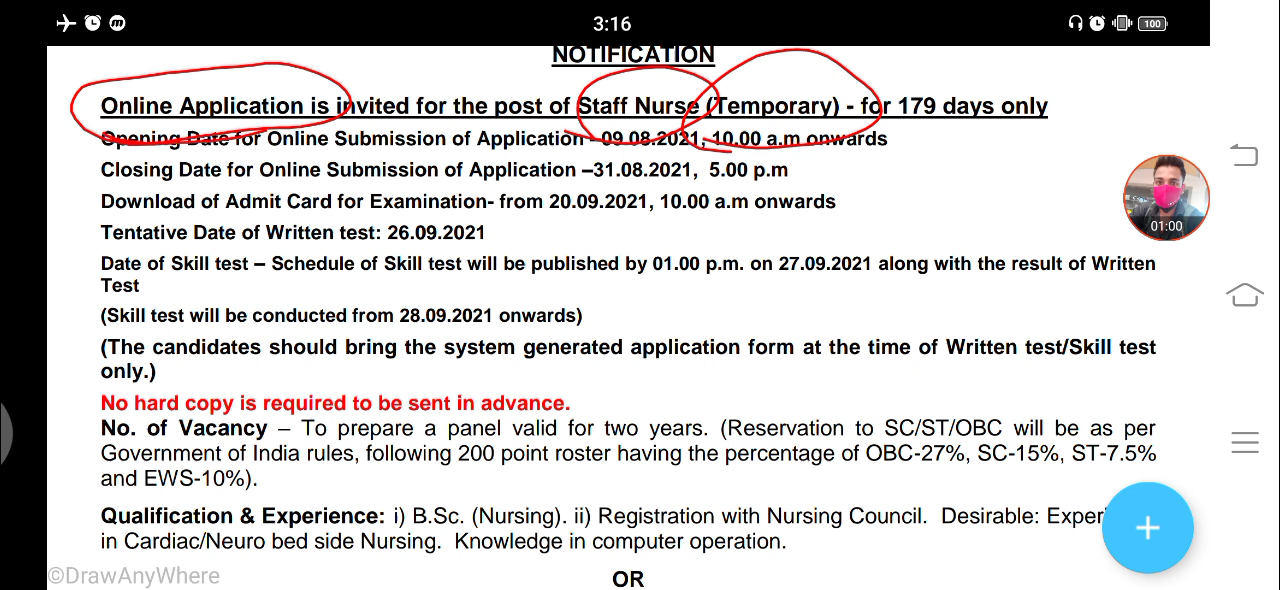 3:16
100
NOTIFICATION
Online Application is invited for the post of Staff Nurse (Temporary) - for 179 days only
Opening Date for Online Submission of Application - 09.08.2021, 10.00 a.m onwards
Closing Date for Online Submission of Application –31.08.2021, 5.00 p.m
Download of Admit Card for Examination- from 20.09.2021, 10.00 a.m onwards
Tentative Date of Written test: 26.09.2021
Date of Skill test – Schedule of Skill test will be published by 01.00 p.m. on 27.09.2021 along with the result of Written
Test
(Skill test will be conducted from 28.09.2021 onwards)
(The candidates should bring the system generated application form at the time of Written test/Skill test
only.)
No hard copy is required to be sent in advance.
No. of Vacancy – To prepare a panel valid for two years. (Reservation to SC/ST/OBC will be as per
Government of India rules, following 200 point roster having the percentage of OBC-27%, SC-15%, ST-7.5%
and EWS-10%).
Qualification & Experience: i) B.Sc. (Nursing). ii) Registration with Nursing Council. Desirable: Experi
in Cardiac/Neuro bed side Nursing. Knowledge in computer operation.
OR
01:00
©DrawAnyWhere